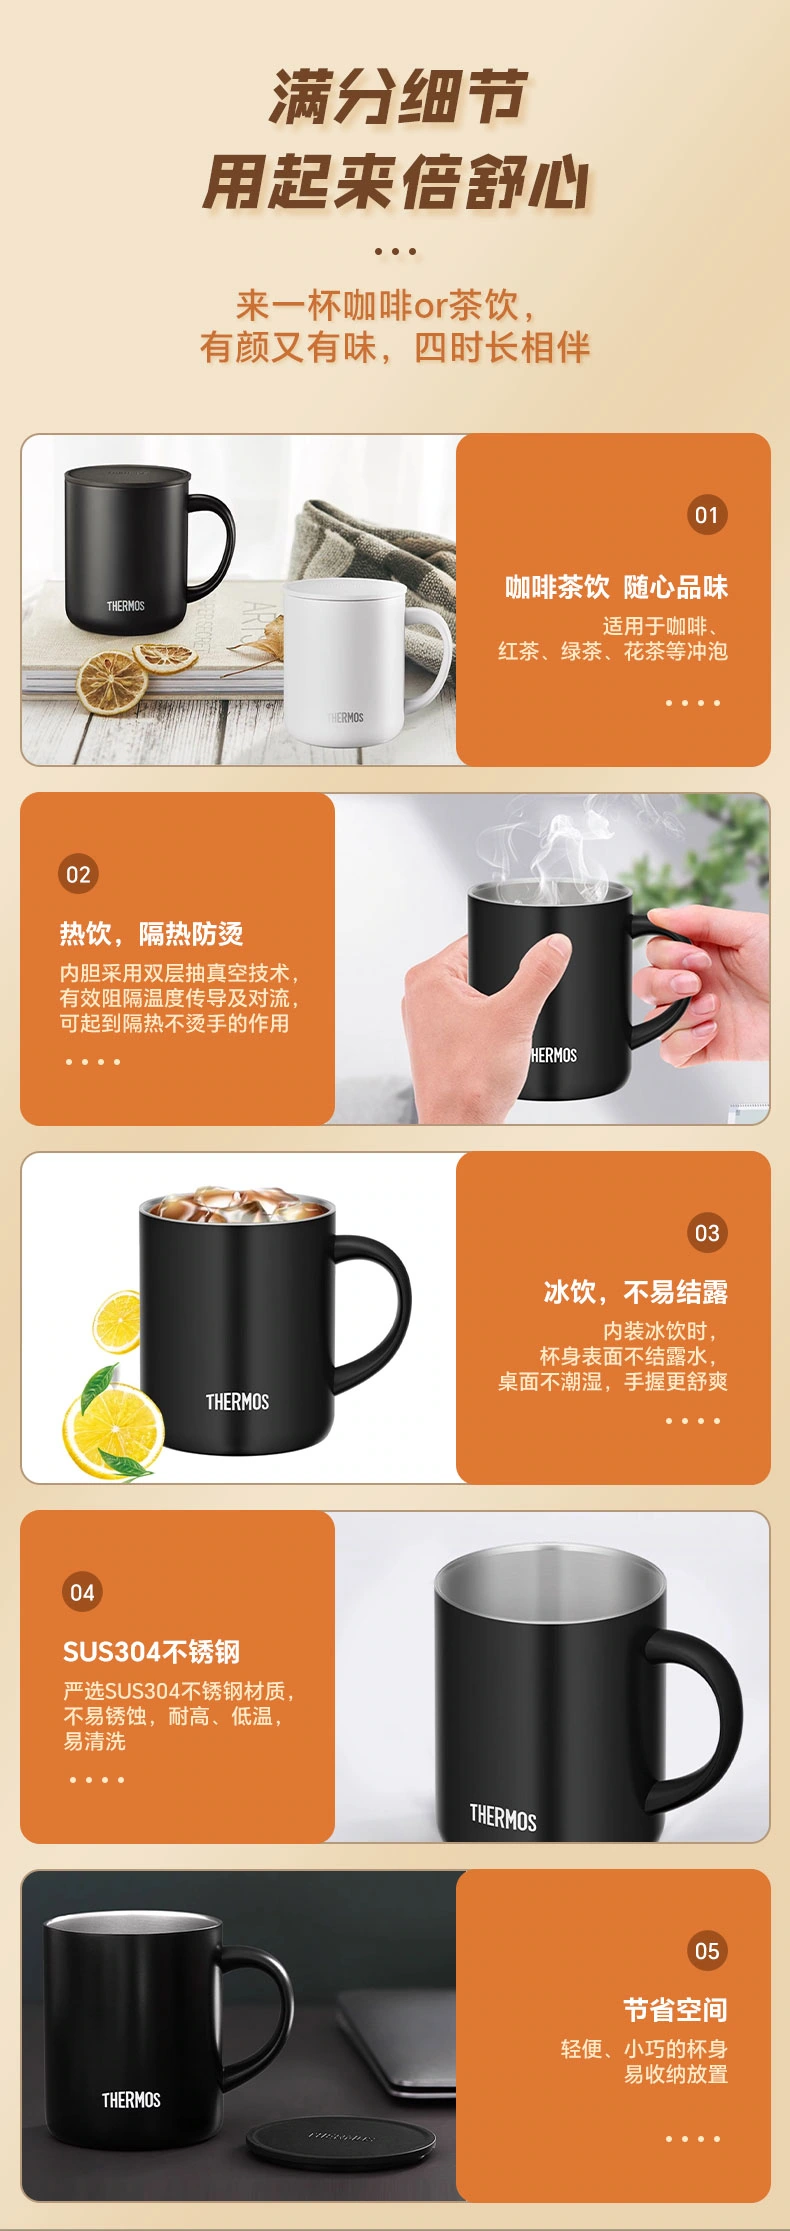 满分细节
用起来倍舒心
来一杯咖啡or茶饮，
有颜又有味，四时长相伴
THERMOS
THERMOS
01
咖啡茶饮 随心品味
适用于咖啡、
红茶、绿茶、花茶等冲泡
02
热饮，隔热防烫
内胆采用双层抽真空技术，
有效阻隔温度传导及对流，
可起到隔热不烫手的作用
THERMOS
THERMOS
03
冰饮，不易结露
内装冰饮时，
杯身表面不结露水，
桌面不潮湿，手握更舒爽
04
SUS304不锈钢
严选SUS304不锈钢材质，
不易锈蚀，耐高、低温，
易清洗
THERMOS
THERMOS
05
节省空间
轻便、小巧的杯身
易收纳放置